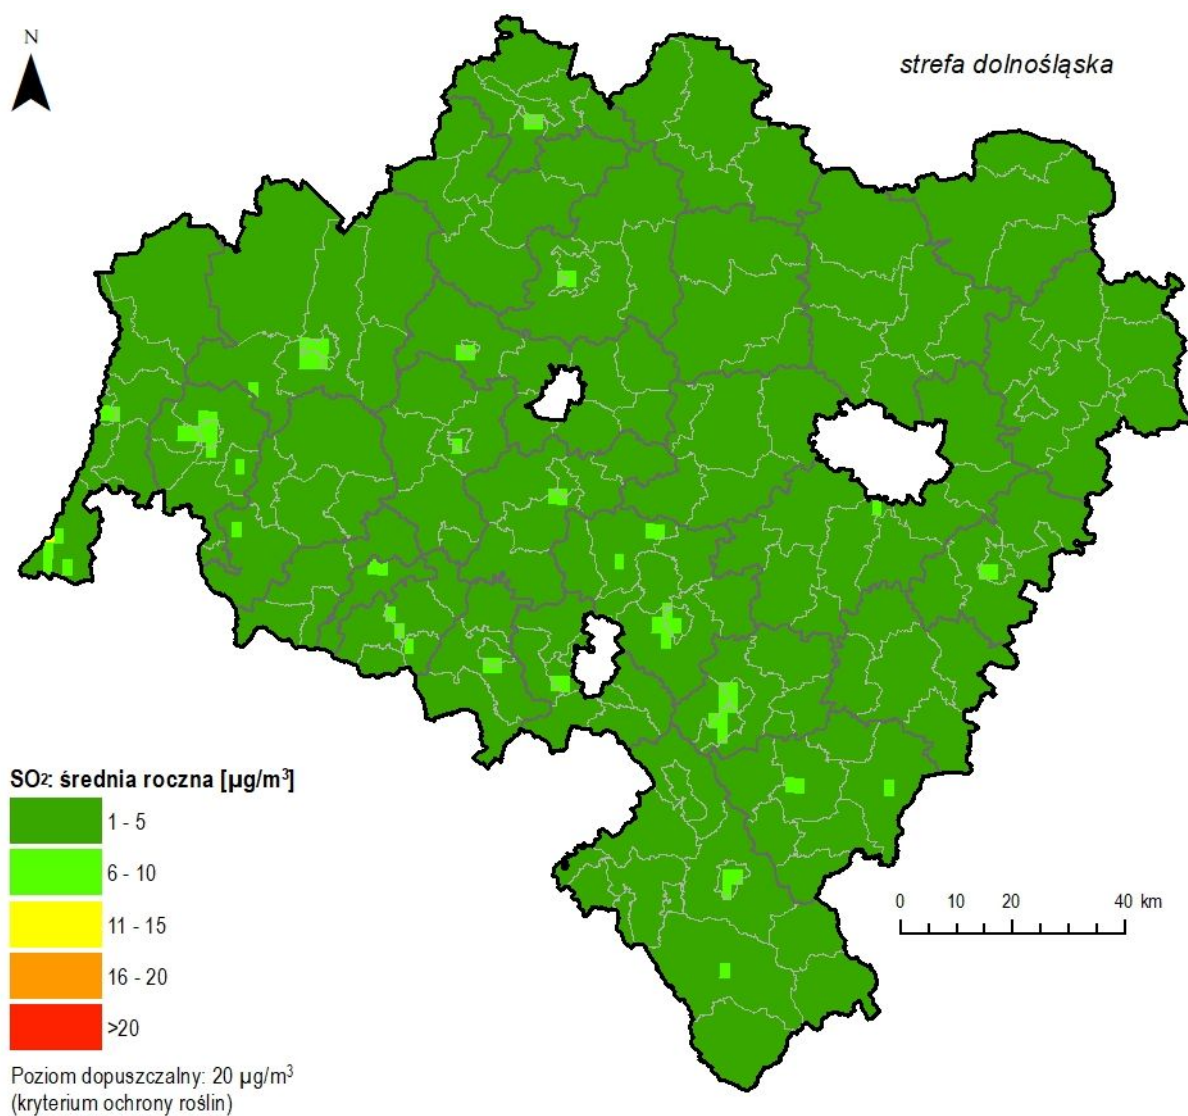 N
strefa dolnośląska
SO2: średnia roczna [µg/m³]
1 - 5
6 - 10
11 - 15
16 - 20
>20
Poziom dopuszczalny: 20 µg/m³
(kryterium ochrony roślin)
0 10 20 40 km